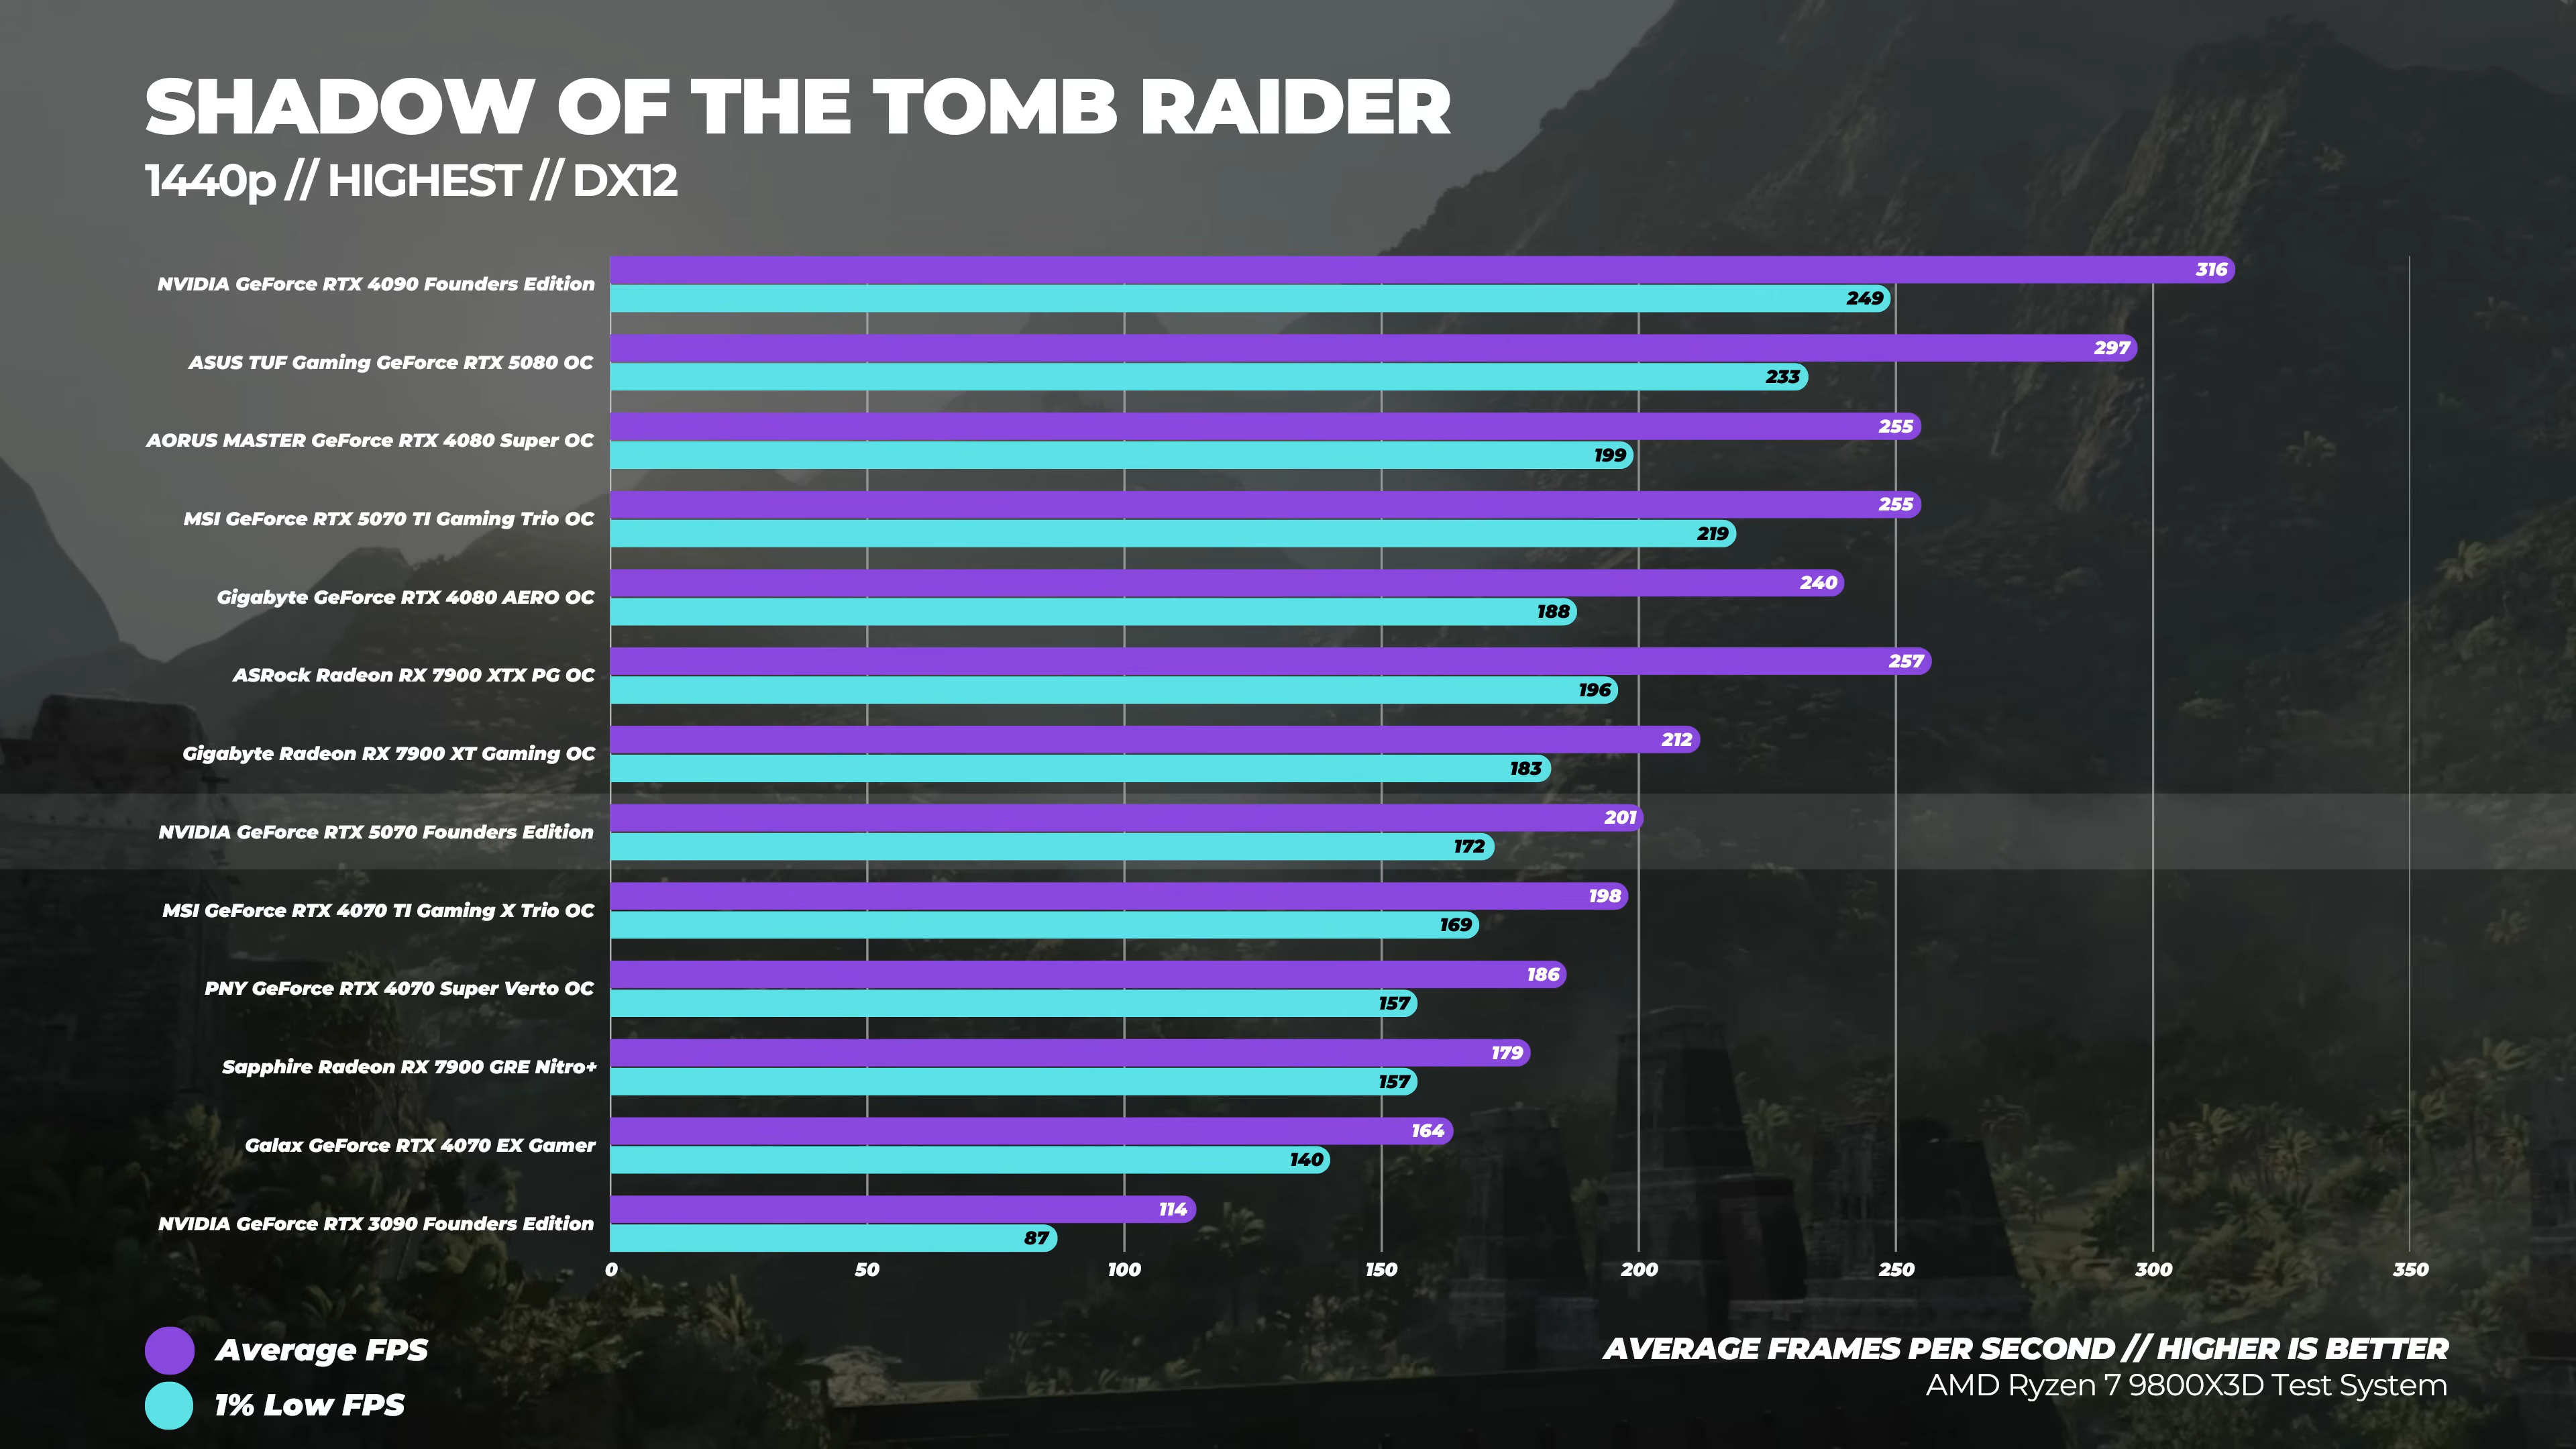 SHADOW OF THE TOMB RAIDER
1440p // HIGHEST // DX12
NVIDIA GeForce RTX 4090 Founders Edition
316
249
ASUS TUF Gaming GeForce RTX 5080 OC
297
233
AORUS MASTER GeForce RTX 4080 Super OC
255
199
MSI GeForce RTX 5070 TI Gaming Trio OC
255
219
Gigabyte GeForce RTX 4080 AERO OC
240
188
ASRock Radeon RX 7900 XTX PG OC
257
196
Gigabyte Radeon RX 7900 XT Gaming OC
212
183
NVIDIA GeForce RTX 5070 Founders Edition
201
172
MSI GeForce RTX 4070 TI Gaming X Trio OC
198
169
PNY GeForce RTX 4070 Super Verto OC
186
157
Sapphire Radeon RX 7900 GRE Nitro+
179
157
Galax GeForce RTX 4070 EX Gamer
164
140
NVIDIA GeForce RTX 3090 Founders Edition
114
87
0 50 100 150 200 250 300 350
Average FPS
1% Low FPS
AVERAGE FRAMES PER SECOND // HIGHER IS BETTER
AMD Ryzen 7 9800X3D Test System